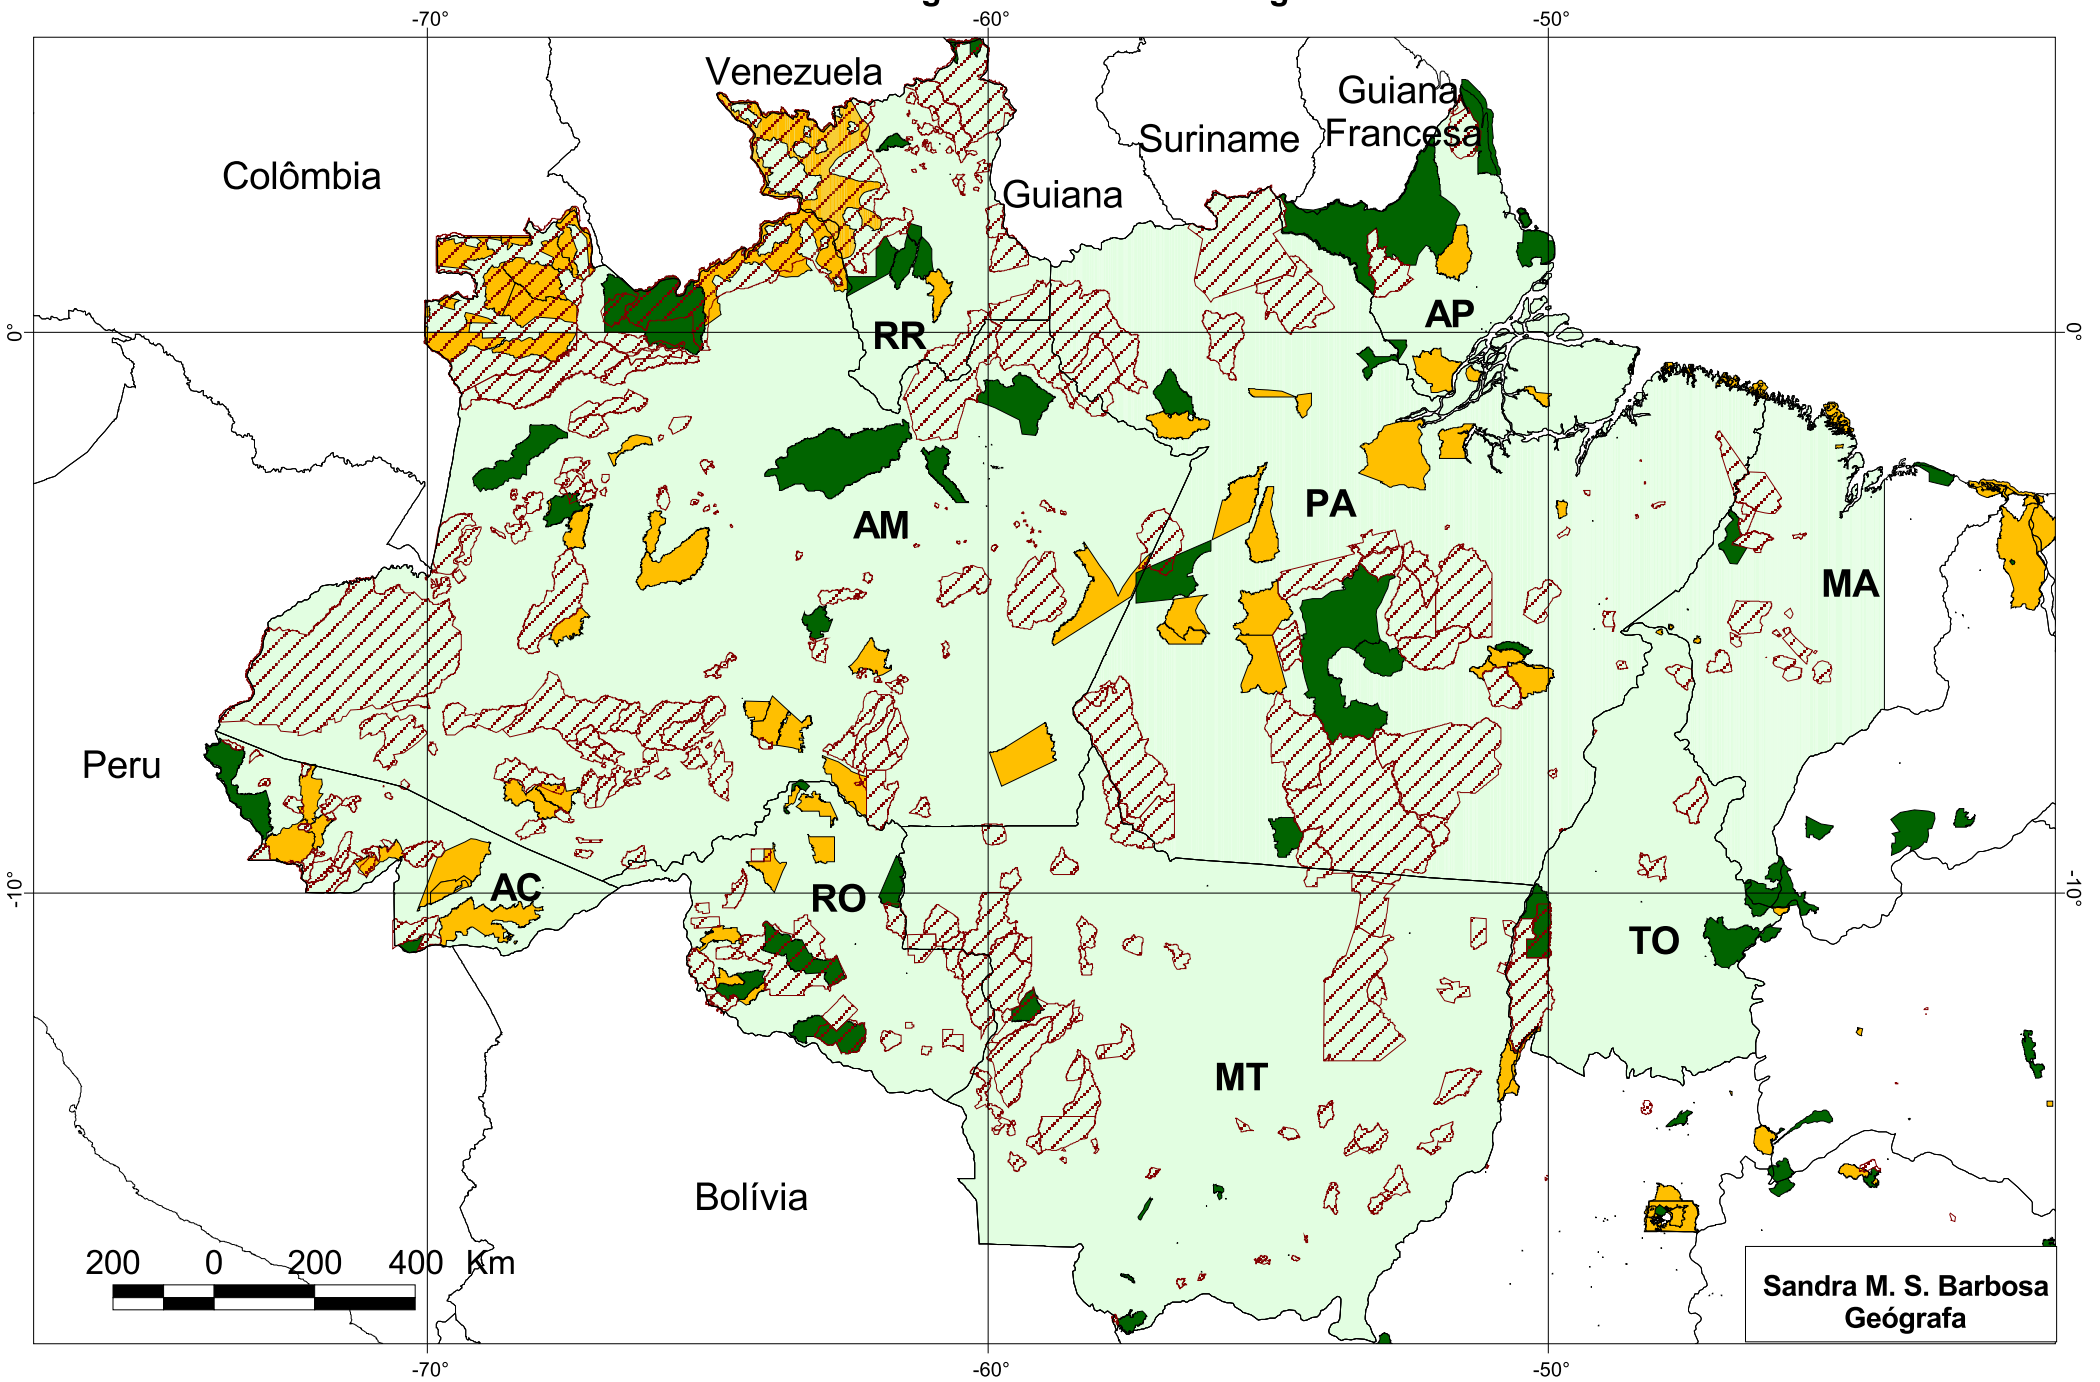 -70°
-60°
-50°
Venezuela
Guiana
Francesa
Suriname
Colômbia
Guiana
AP
RR
0°
0°
PA
AM
MA
Peru
AC
RO
-10°
-10°
TO
MT
Bolívia
200 0 200 400 Km
Sandra M. S. Barbosa
Geógrafa
-70°
-60°
-50°